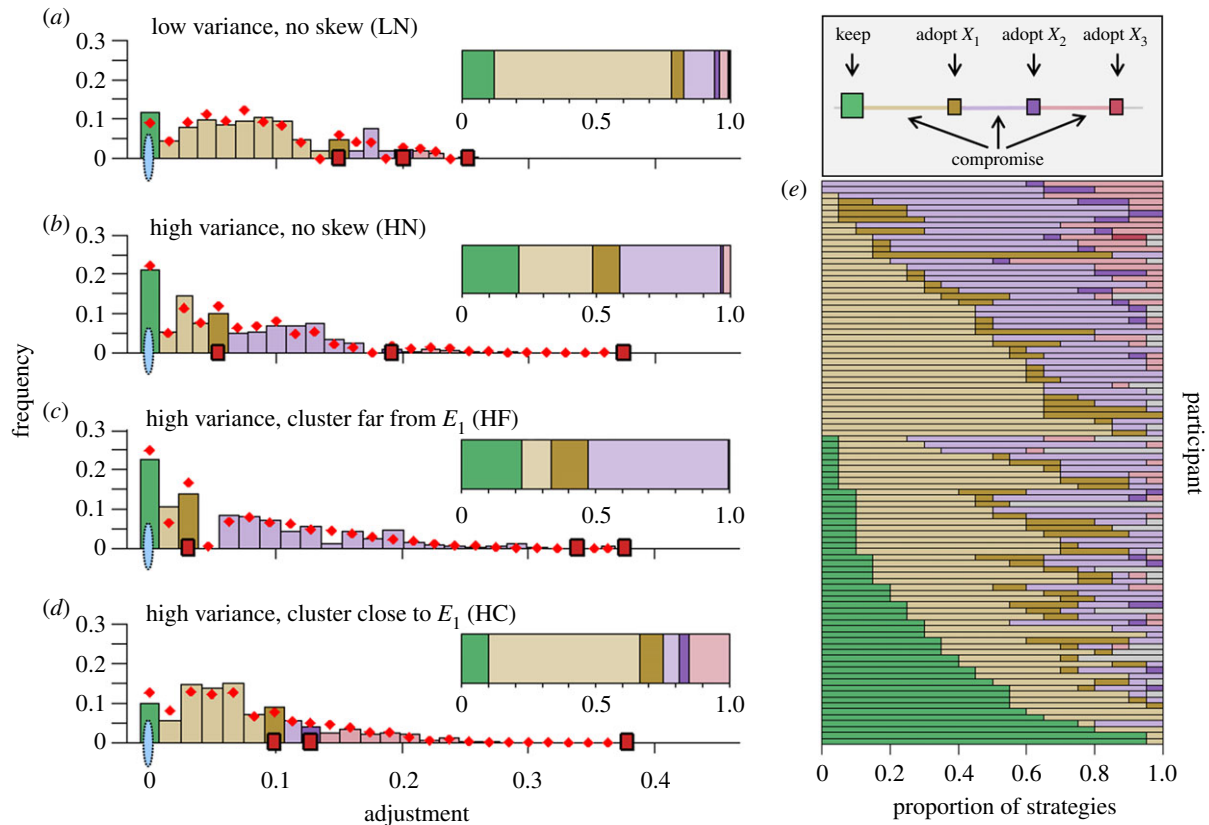 (a) low variance, no skew (LN)
0.3
0.2
0.1
0
0 0.5 1.0
(b) high variance, no skew (HN)
0.3
0.2
0.1
0
0 0.5 1.0
(c) high variance, cluster far from E1 (HF)
0.3
0.2
0.1
0
0 0.5 1.0
(d) high variance, cluster close to E1 (HC)
0.3
0.2
0.1
0
0 0.5 1.0
0 0.1 0.2 0.3 0.4
adjustment
frequency
keep adopt X1 adopt X2 adopt X3
compromise
(e)
participant
0 0.2 0.4 0.6 0.8 1.0
proportion of strategies